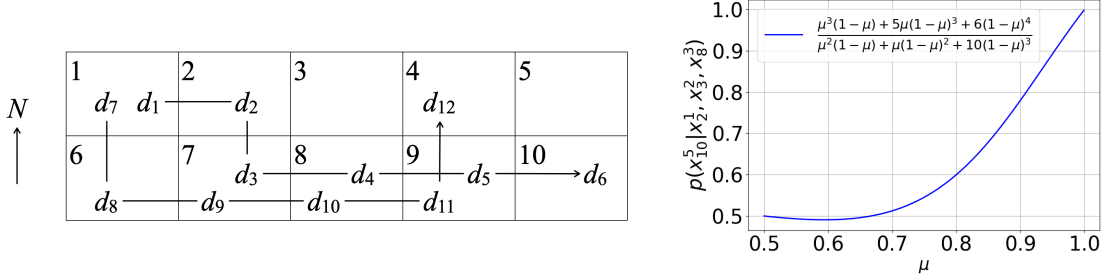 N
1 2 3 4 5
d₇ d₁ d₂ d₁₂
6 7 8 9 10
d₃ d₄ d₅ d₆
d₈ d₉ d₁₀ d₁₁
p(x⁵₁₀|x¹₂, x²₃, x³₈)
1.0
0.9
0.8
0.7
0.6
0.5
μ³(1−μ)+5μ(1−μ)³+6(1−μ)⁴
μ²(1−μ)+μ(1−μ)²+10(1−μ)³
0.5 0.6 0.7 0.8 0.9 1.0
μ